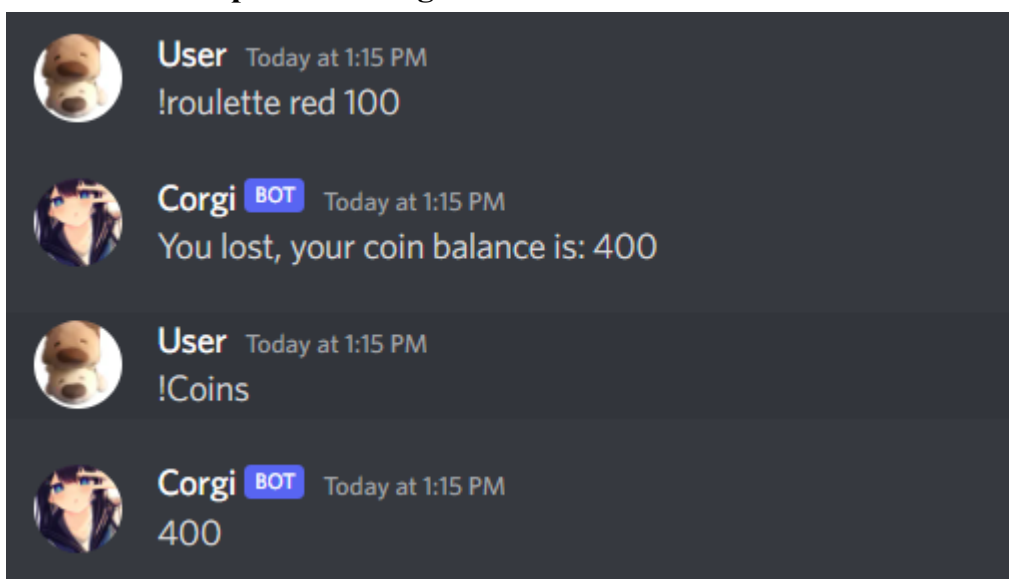 User Today at 1:15 PM
!roulette red 100
Corgi BOT Today at 1:15 PM
You lost, your coin balance is: 400
User Today at 1:15 PM
!Coins
Corgi BOT Today at 1:15 PM
400